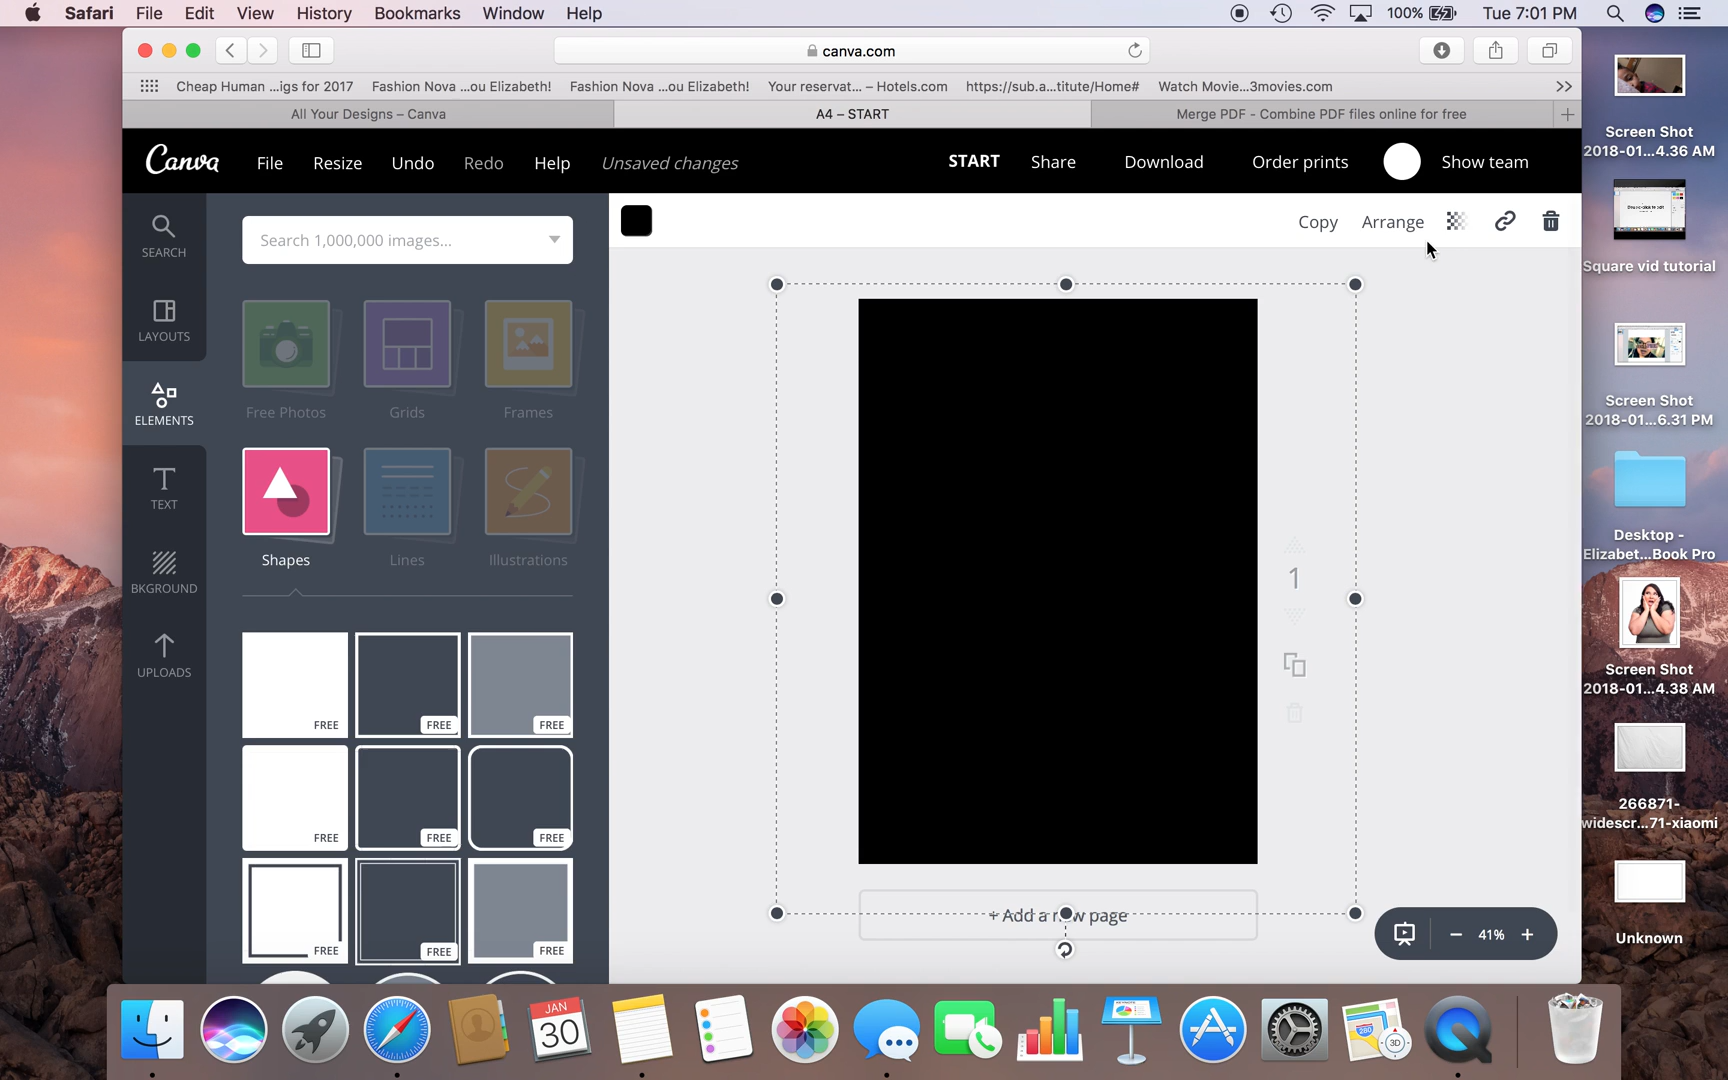 Safari File Edit View History Bookmarks Window Help 100% Tue 7:01 PM
canva.com
Cheap Human ...igs for 2017 Fashion Nova ...ou Elizabeth! Fashion Nova ...ou Elizabeth! Your reservat... – Hotels.com https://sub.a...titute/Home# Watch Movie...3movies.com
All Your Designs – Canva A4 – START Merge PDF - Combine PDF files online for free
Canva File Resize Undo Redo Help Unsaved changes START Share Download Order prints Show team
Copy Arrange
SEARCH
LAYOUTS
ELEMENTS
TEXT
BKGROUND
UPLOADS
Search 1,000,000 images...
Free Photos Grids Frames
Shapes Lines Illustrations
FREE FREE FREE
FREE FREE FREE
FREE FREE FREE
1
+ Add a new page
41%
Screen Shot
2018-01...4.36 AM
Square vid tutorial
Screen Shot
2018-01...6.31 PM
Desktop -
Elizabet...Book Pro
Screen Shot
2018-01...4.38 AM
266871-
widescr...71-xiaomi
Unknown
JAN
30
280
3D